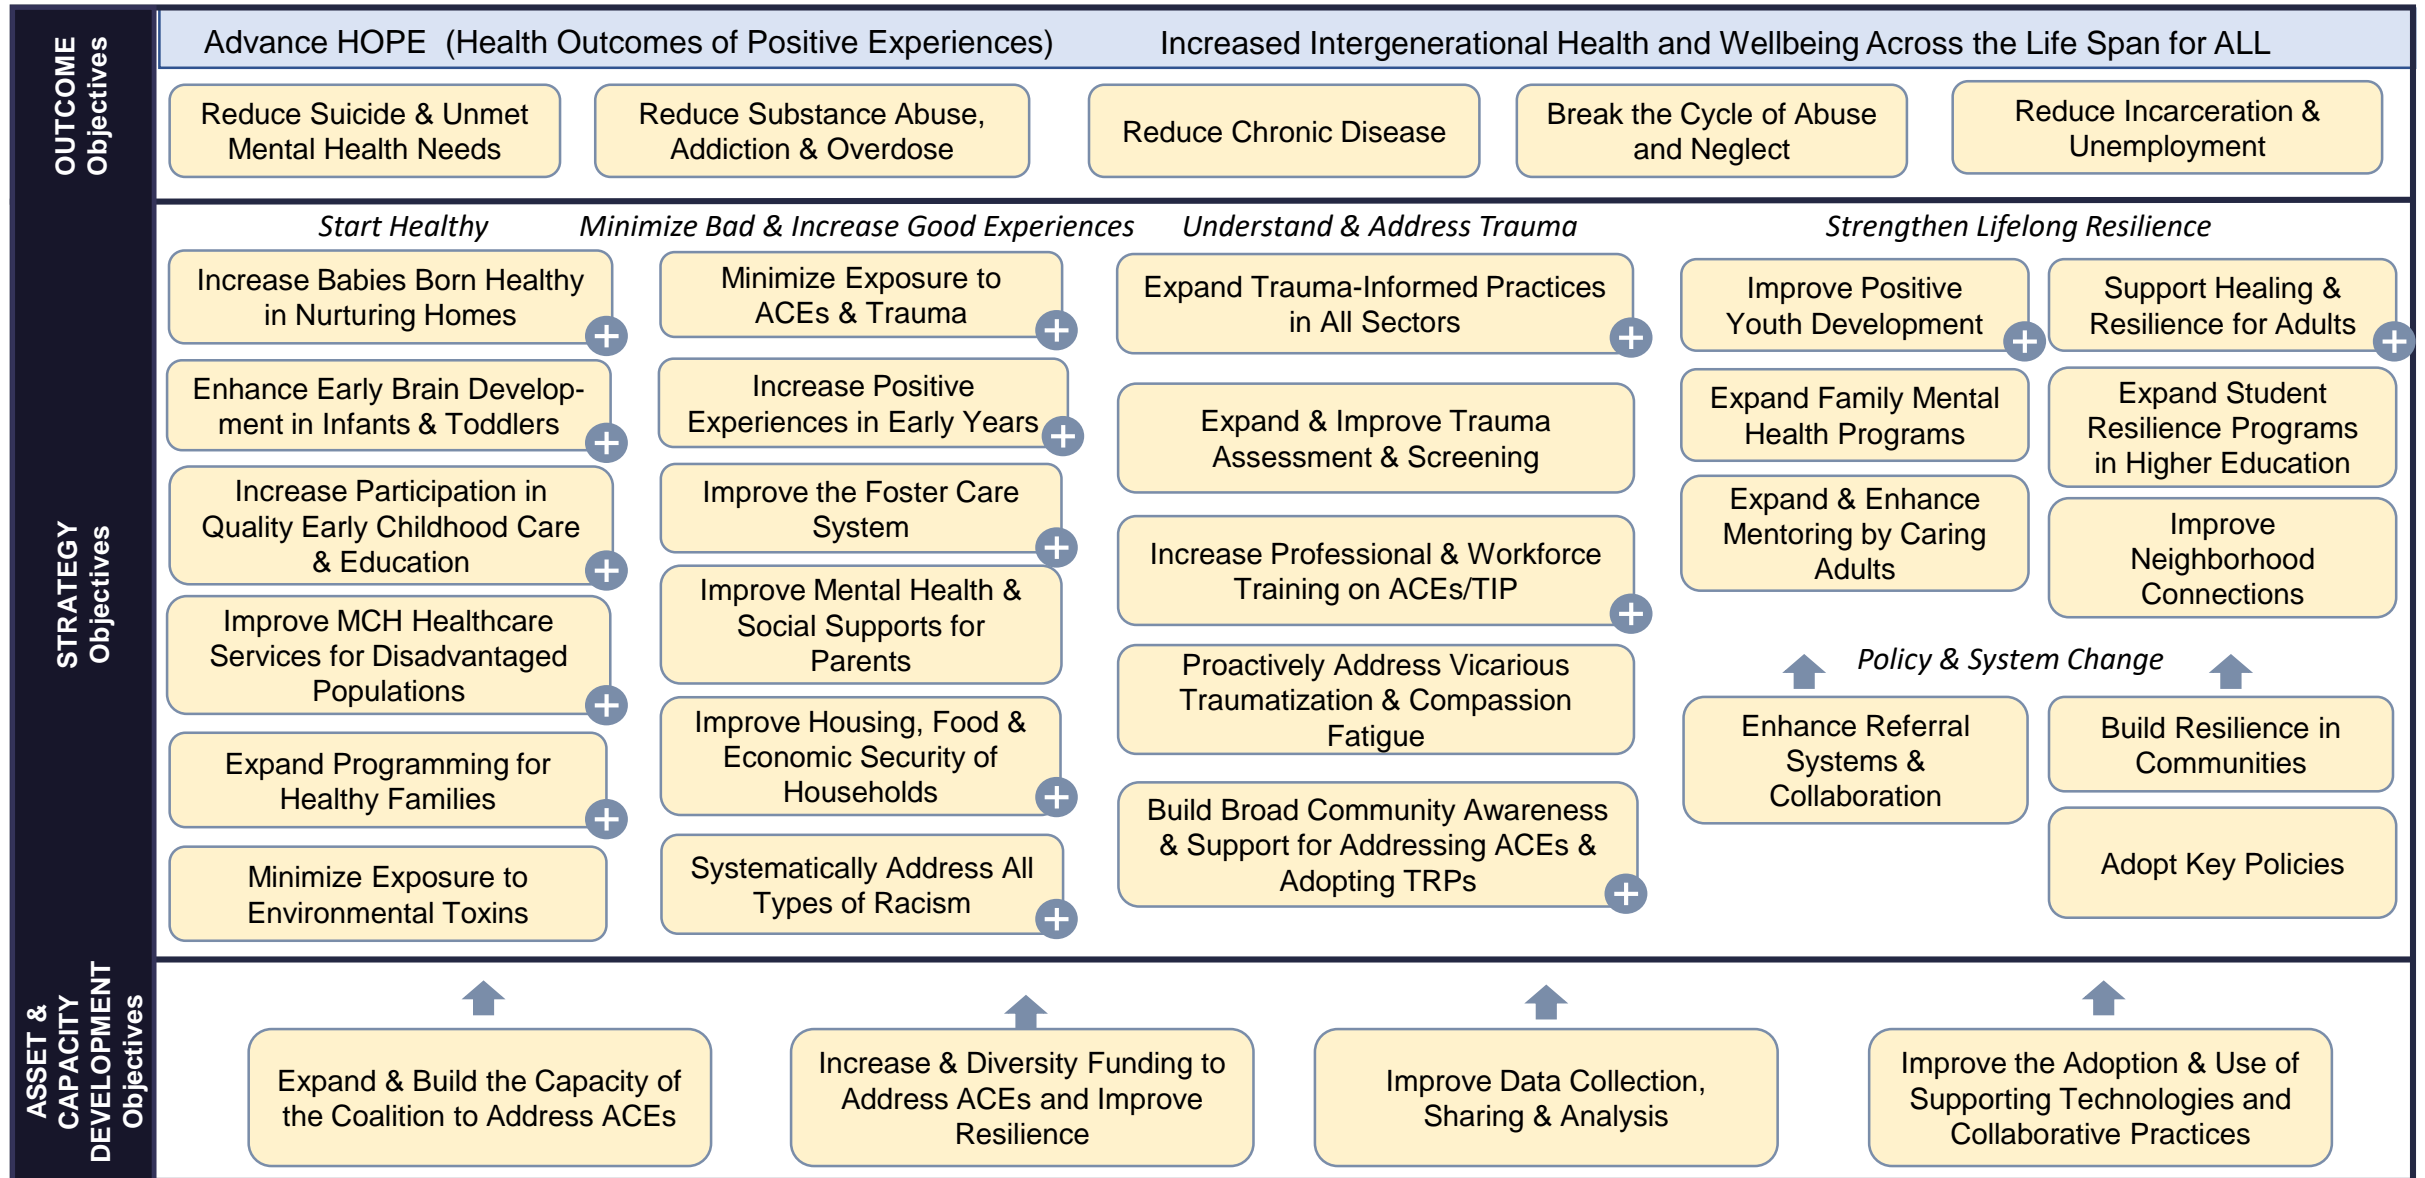 OUTCOME
Objectives
Advance HOPE  (Health Outcomes of Positive Experiences)
Increased Intergenerational Health and Wellbeing Across the Life Span for ALL
Reduce Suicide & Unmet
Mental Health Needs
Reduce Substance Abuse,
Addiction & Overdose
Reduce Chronic Disease
Break the Cycle of Abuse
and Neglect
Reduce Incarceration &
Unemployment
STRATEGY
Objectives
Start Healthy
Increase Babies Born Healthy
in Nurturing Homes
Enhance Early Brain Develop-
ment in Infants & Toddlers
Increase Participation in
Quality Early Childhood Care
& Education
Improve MCH Healthcare
Services for Disadvantaged
Populations
Expand Programming for
Healthy Families
Minimize Exposure to
Environmental Toxins
Minimize Bad & Increase Good Experiences
Minimize Exposure to
ACEs & Trauma
Increase Positive
Experiences in Early Years
Improve the Foster Care
System
Improve Mental Health &
Social Supports for
Parents
Improve Housing, Food &
Economic Security of
Households
Systematically Address All
Types of Racism
Understand & Address Trauma
Expand Trauma-Informed Practices
in All Sectors
Expand & Improve Trauma
Assessment & Screening
Increase Professional & Workforce
Training on ACEs/TIP
Proactively Address Vicarious
Traumatization & Compassion
Fatigue
Build Broad Community Awareness
& Support for Addressing ACEs &
Adopting TRPs
Strengthen Lifelong Resilience
Improve Positive
Youth Development
Expand Family Mental
Health Programs
Expand & Enhance
Mentoring by Caring
Adults
Support Healing &
Resilience for Adults
Expand Student
Resilience Programs
in Higher Education
Improve
Neighborhood
Connections
Policy & System Change
Enhance Referral
Systems &
Collaboration
Build Resilience in
Communities
Adopt Key Policies
ASSET &
CAPACITY
DEVELOPMENT
Objectives
Expand & Build the Capacity of
the Coalition to Address ACEs
Increase & Diversity Funding to
Address ACEs and Improve
Resilience
Improve Data Collection,
Sharing & Analysis
Improve the Adoption & Use of
Supporting Technologies and
Collaborative Practices